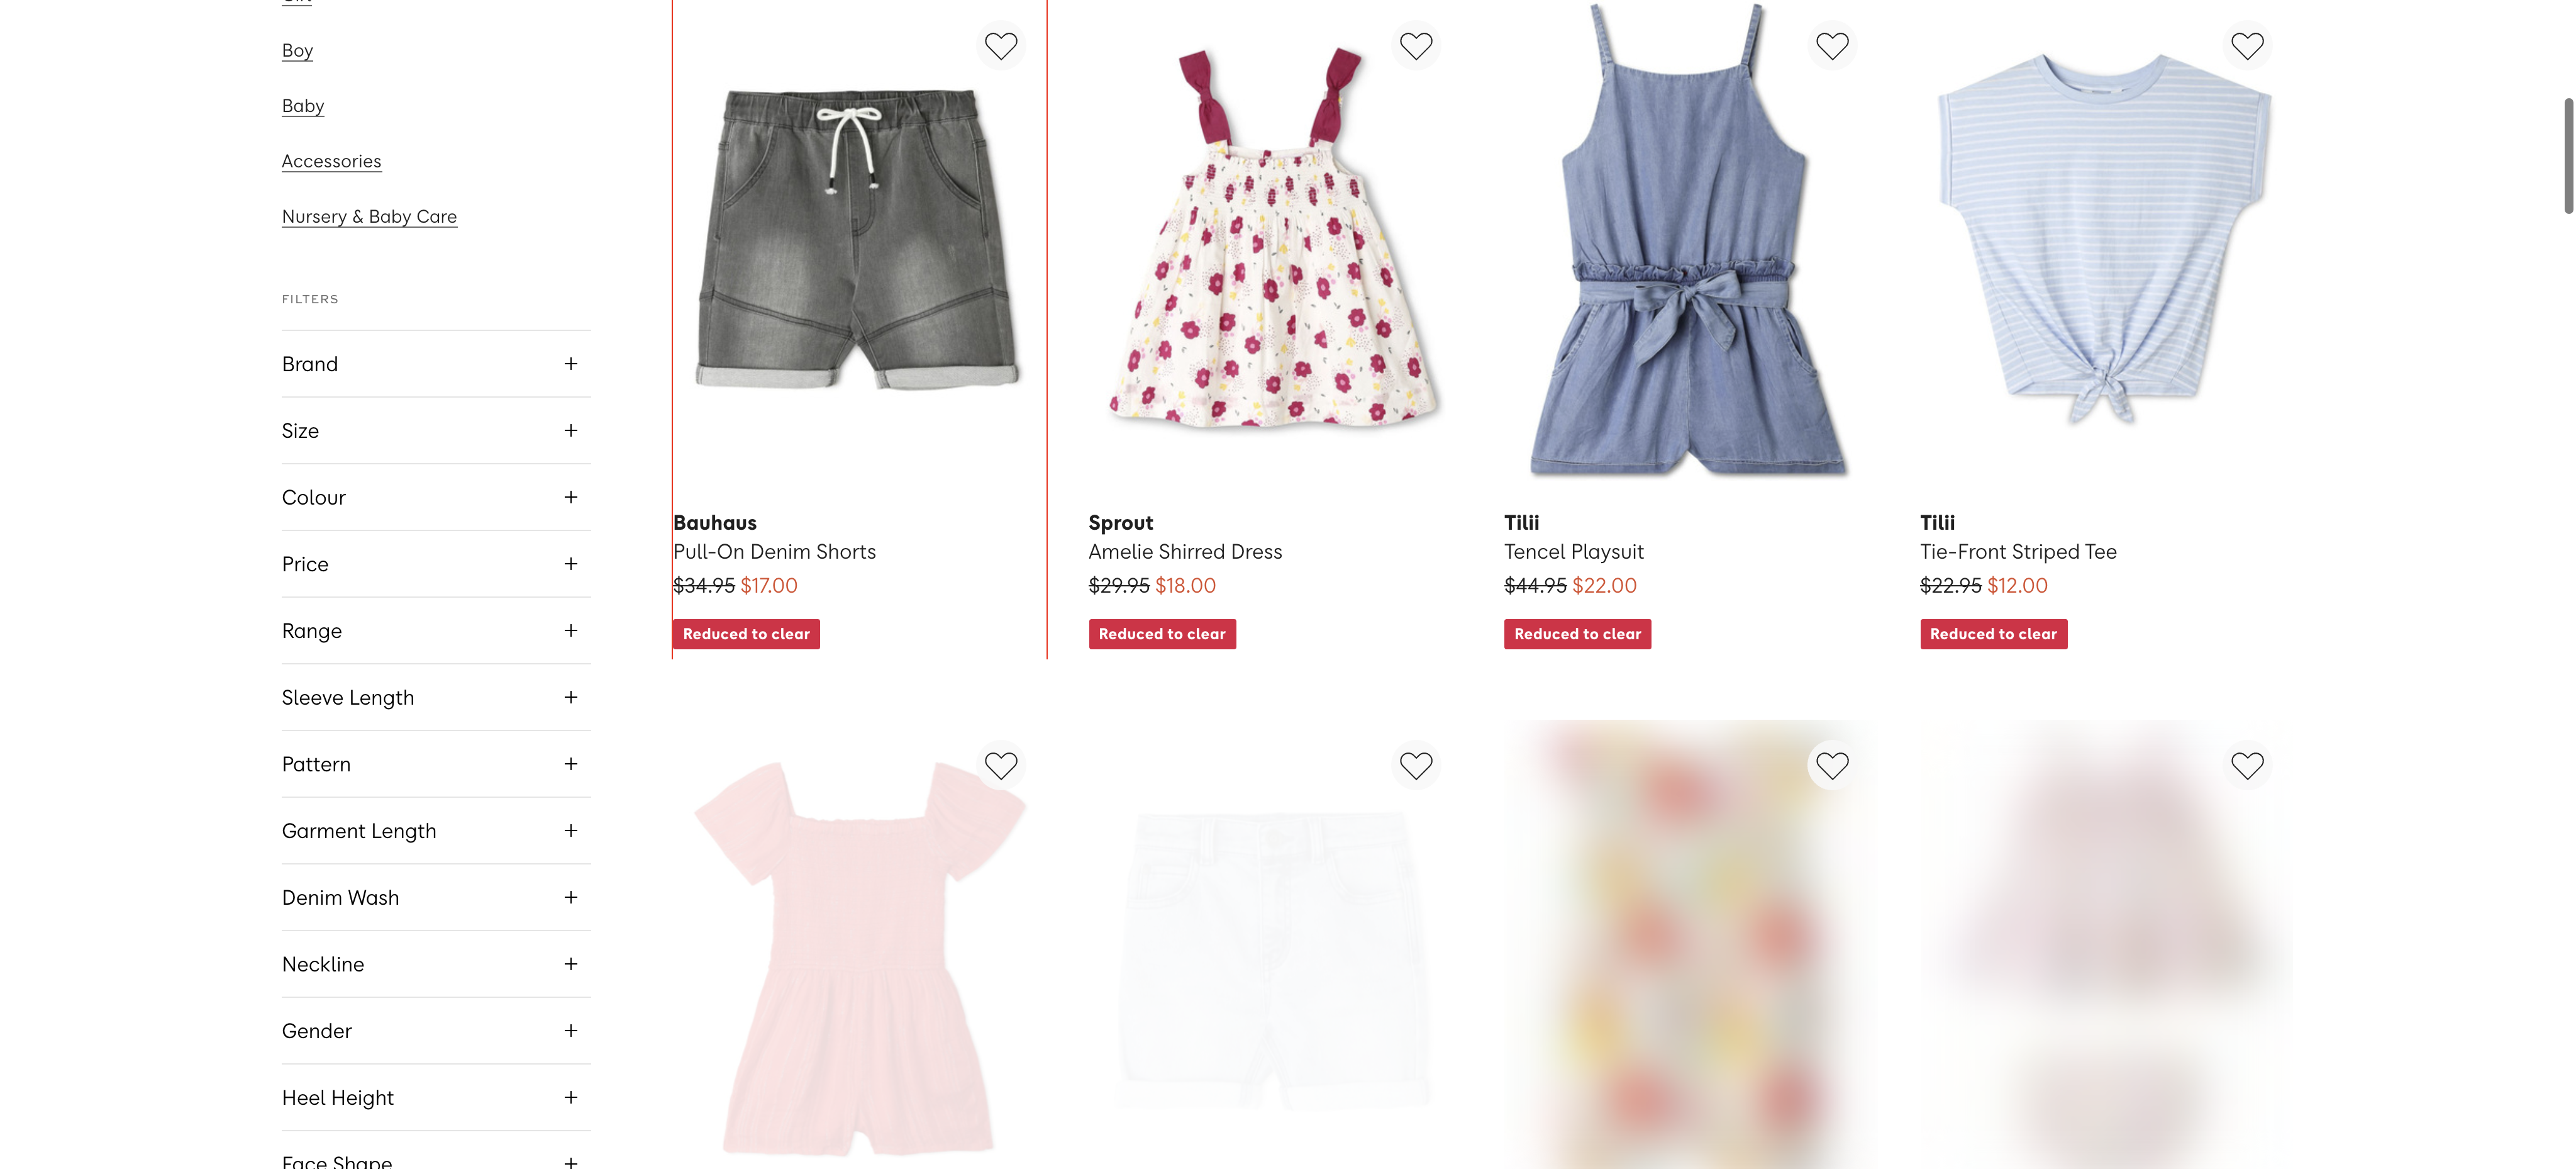 Girl
Boy
Baby
Accessories
Nursery & Baby Care
FILTERS
Brand
Size
Colour
Price
Range
Sleeve Length
Pattern
Garment Length
Denim Wash
Neckline
Gender
Heel Height
Face Shape
Bauhaus
Pull-On Denim Shorts
$34.95 $17.00
Reduced to clear
Sprout
Amelie Shirred Dress
$29.95 $18.00
Reduced to clear
Tilii
Tencel Playsuit
$44.95 $22.00
Reduced to clear
Tilii
Tie-Front Striped Tee
$22.95 $12.00
Reduced to clear